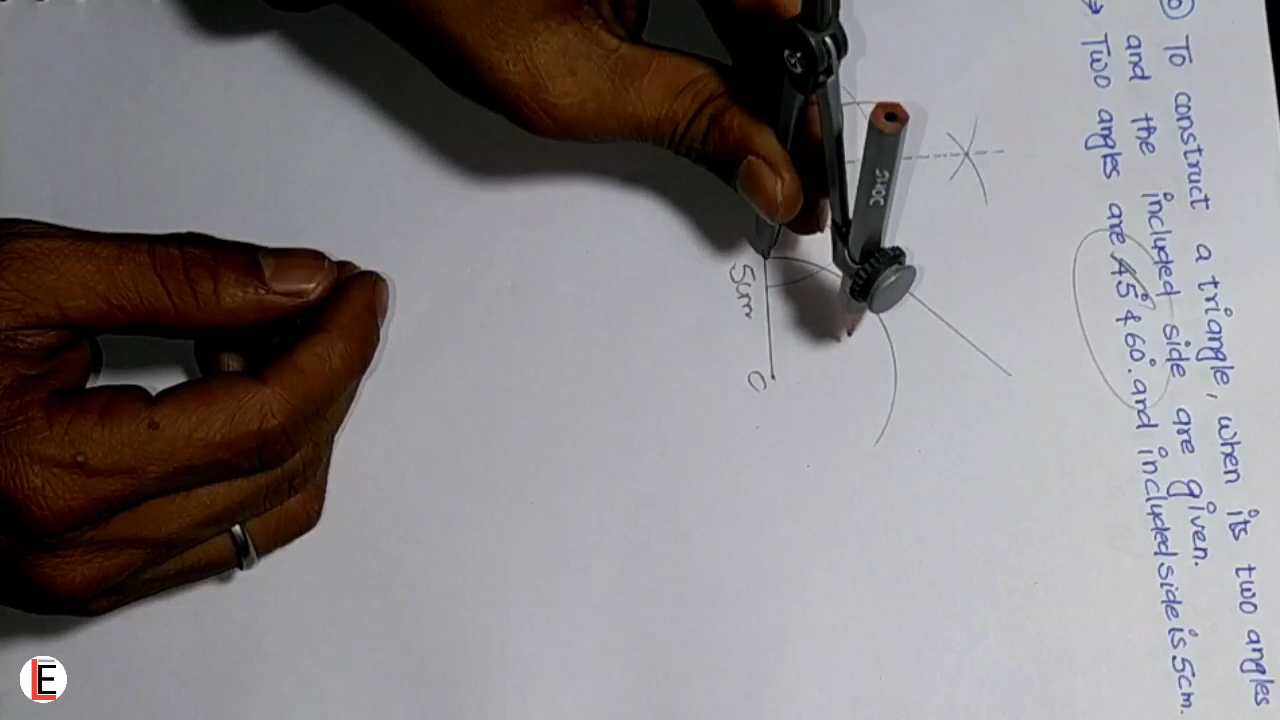 To construct a triangle, when its two angles
and the included side are given.
→ Two angles are 45° & 60°. and included side is 5cm.
5cm
C
LE